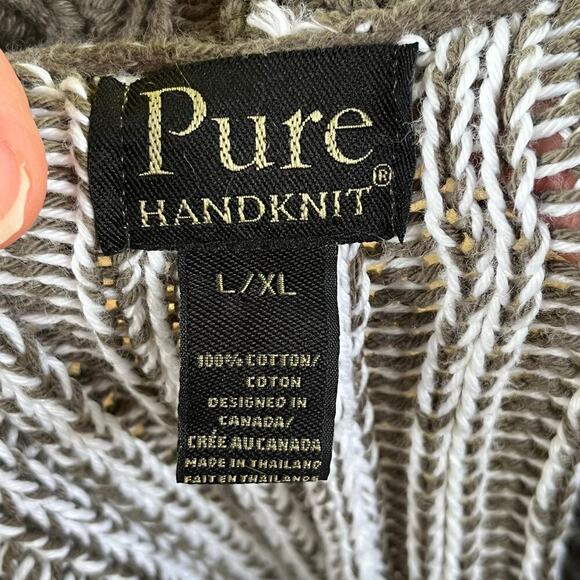 Pure
HANDKNIT®
L/XL
100% COTTON/
COTON
DESIGNED IN
CANADA/
CRÉE AU CANADA
MADE IN THAILAND
FAIT EN THAILANDE